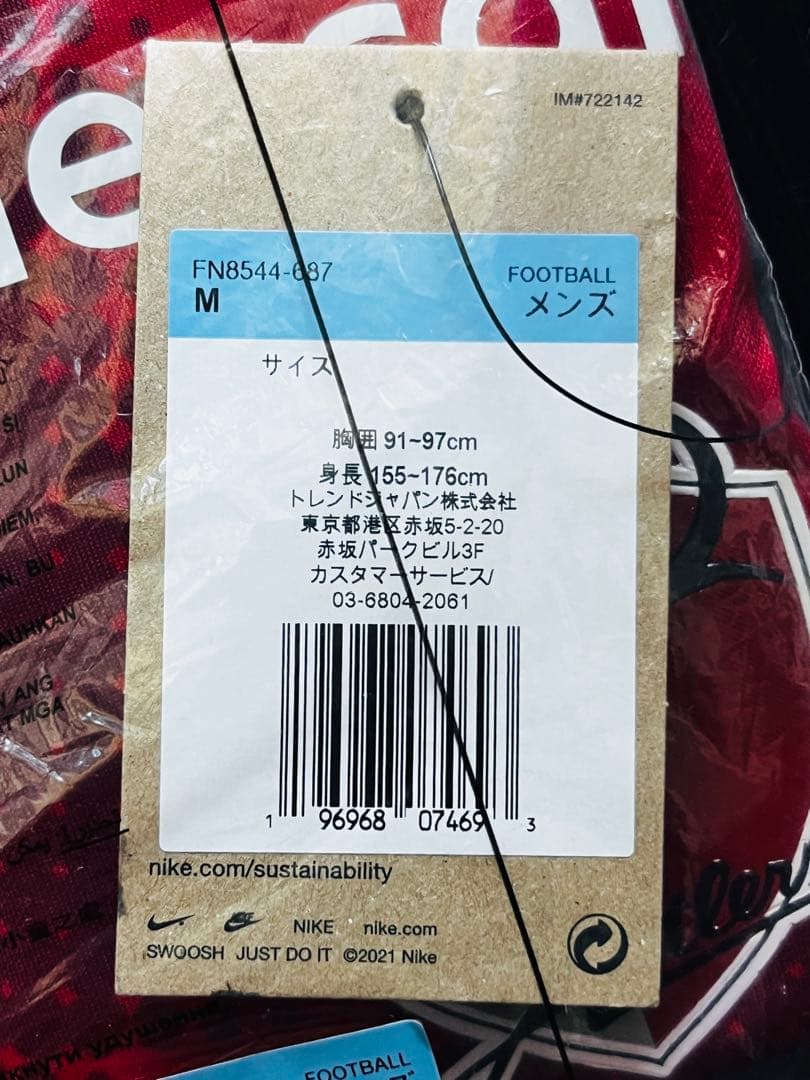 IM#722142
FN8544-687
M
FOOTBALL
メンズ
サイズ
胸囲 91~97cm
身長 155~176cm
トレンドジャパン株式会社
東京都港区赤坂5-2-20
赤坂パークビル3F
カスタマーサービス/
03-6804-2061
1 96968 07469 3
nike.com/sustainability
NIKE nike.com
SWOOSH JUST DO IT ©2021 Nike
FOOTBALL